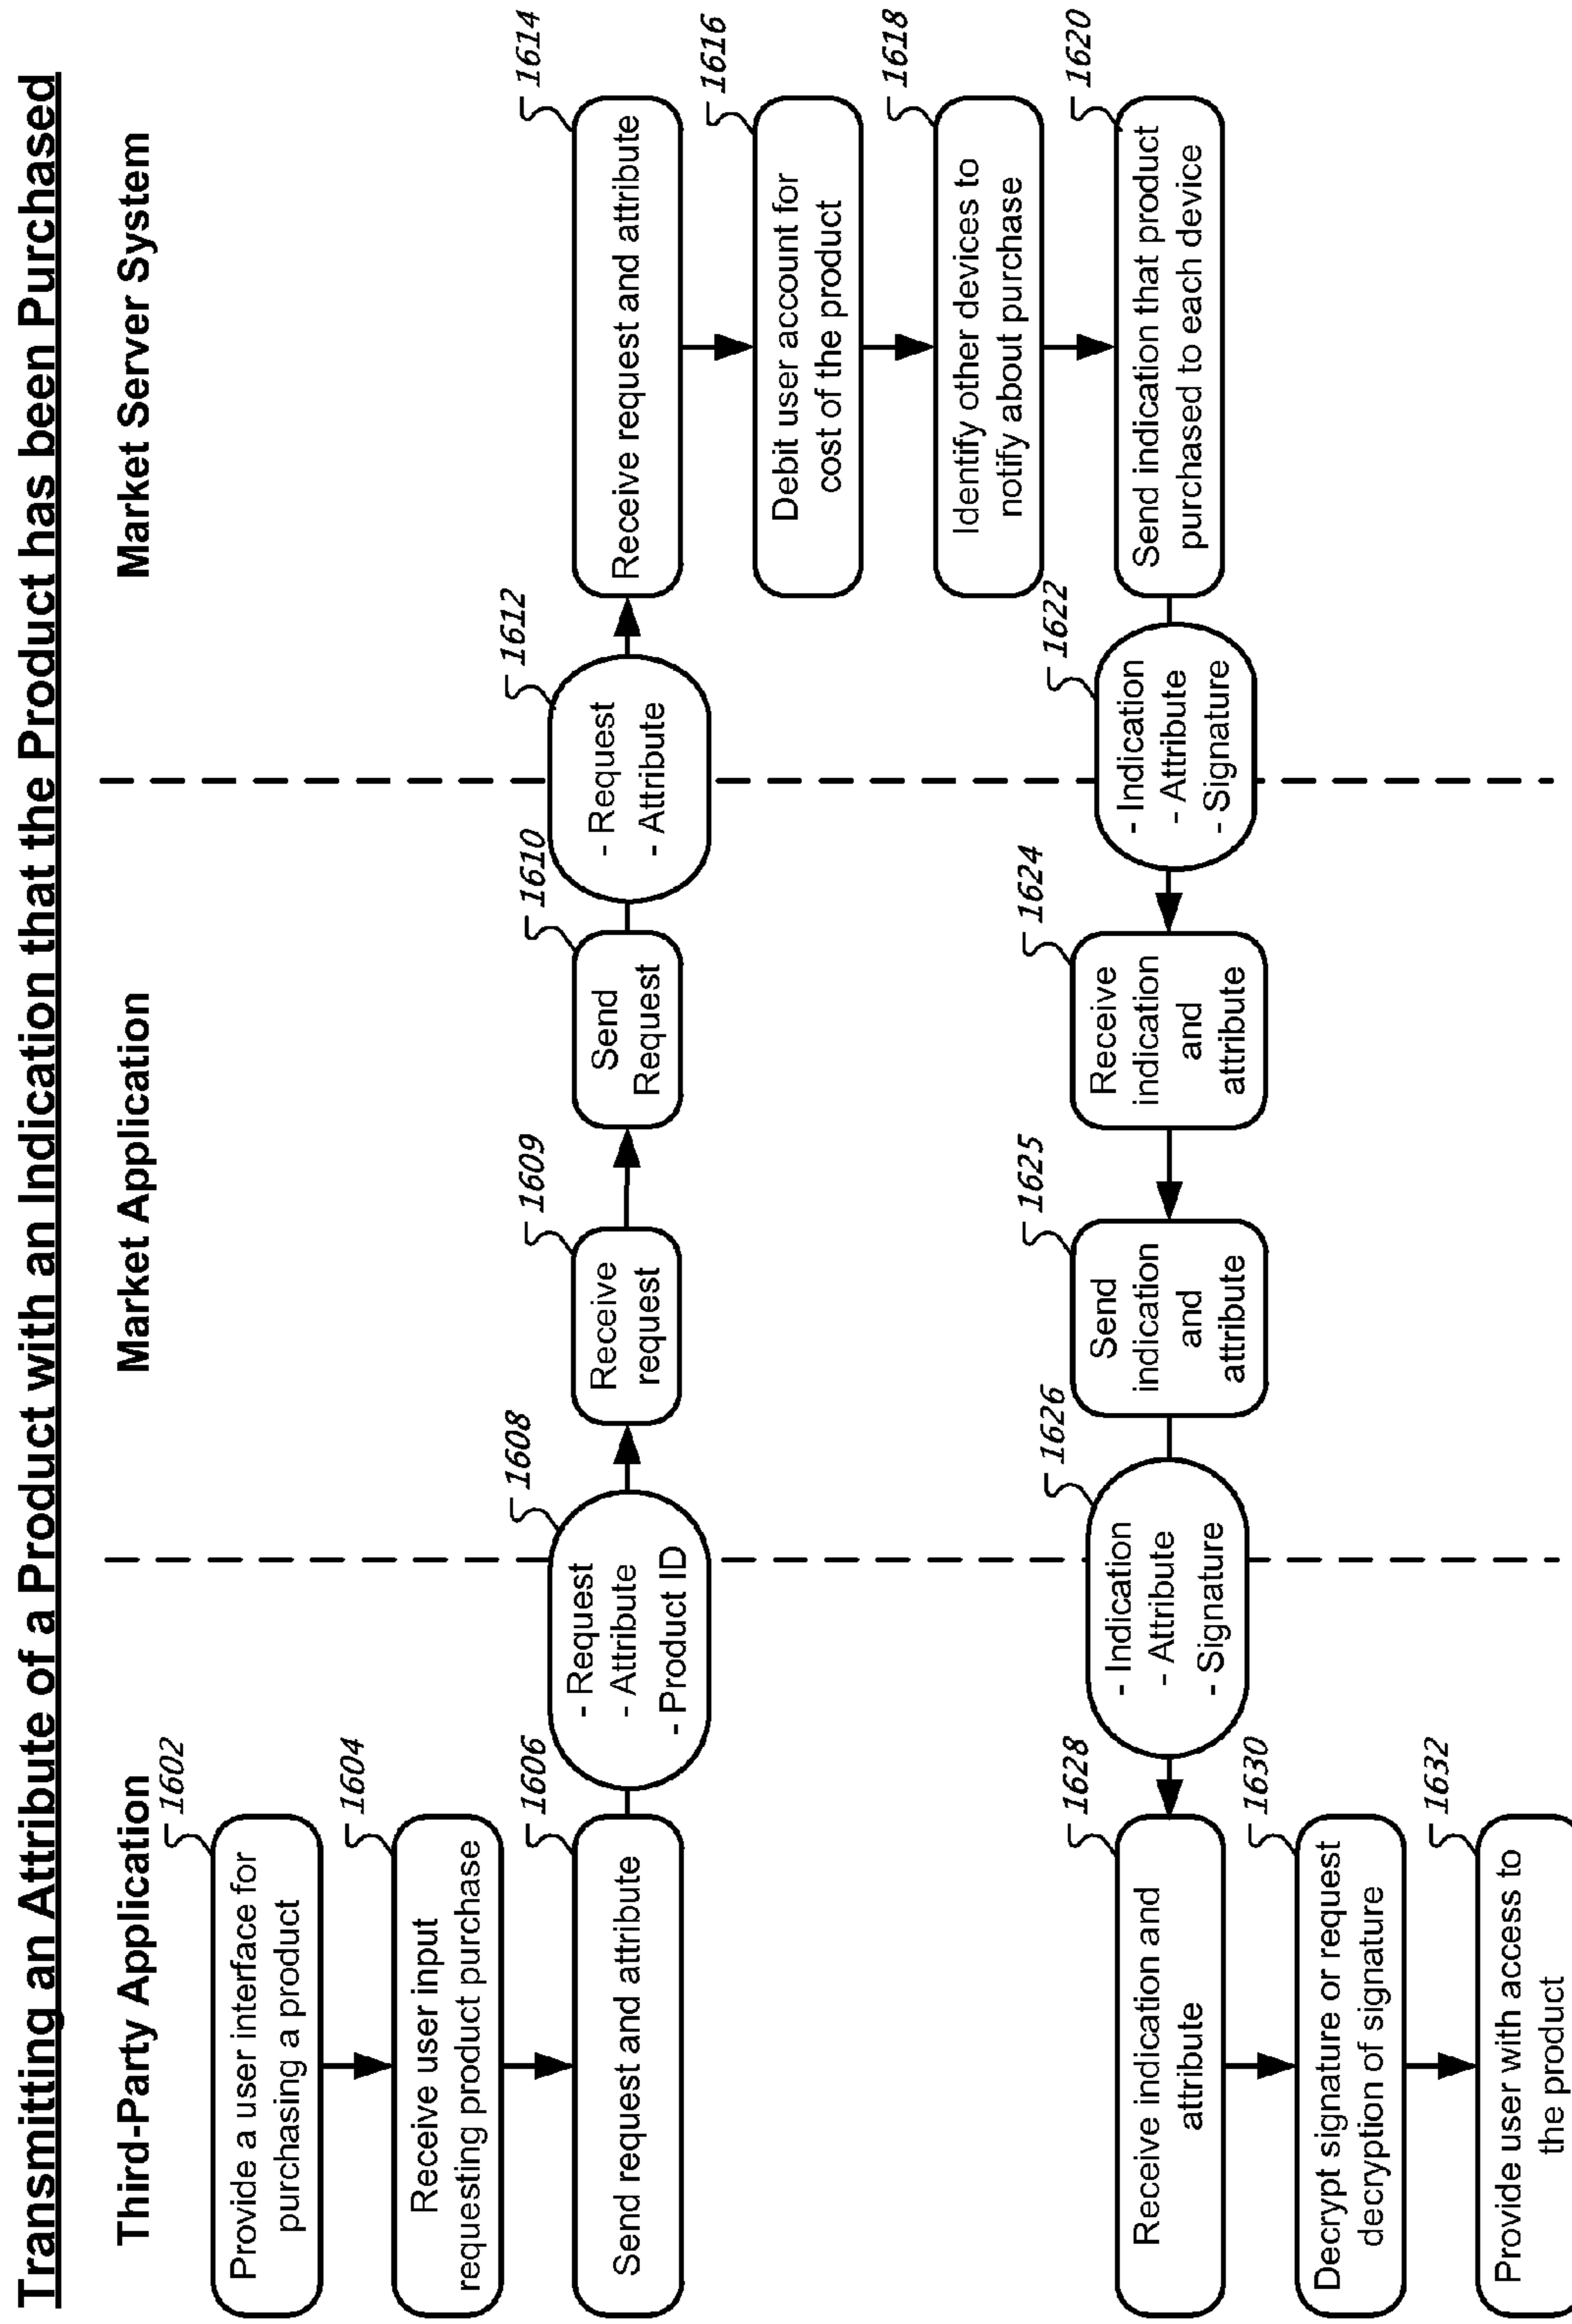 Transmitting an Attribute of a Product with an Indication that the Product has been Purchased
Third-Party Application
Market Application
Market Server System
1602
Provide a user interface for
purchasing a product
1604
Receive user input
requesting product purchase
1606
Send request and attribute
1608
- Request
- Attribute
- Product ID
1609
Receive
request
1610
Send
Request
1612
- Request
- Attribute
1614
Receive request and attribute
1616
Debit user account for
cost of the product
1618
Identify other devices to
notify about purchase
1620
Send indication that product
purchased to each device
1622
- Indication
- Attribute
- Signature
1624
Receive
indication
and
attribute
1625
Send
indication
and
attribute
1626
- Indication
- Attribute
- Signature
1628
Receive indication and
attribute
1630
Decrypt signature or request
decryption of signature
1632
Provide user with access to
the product